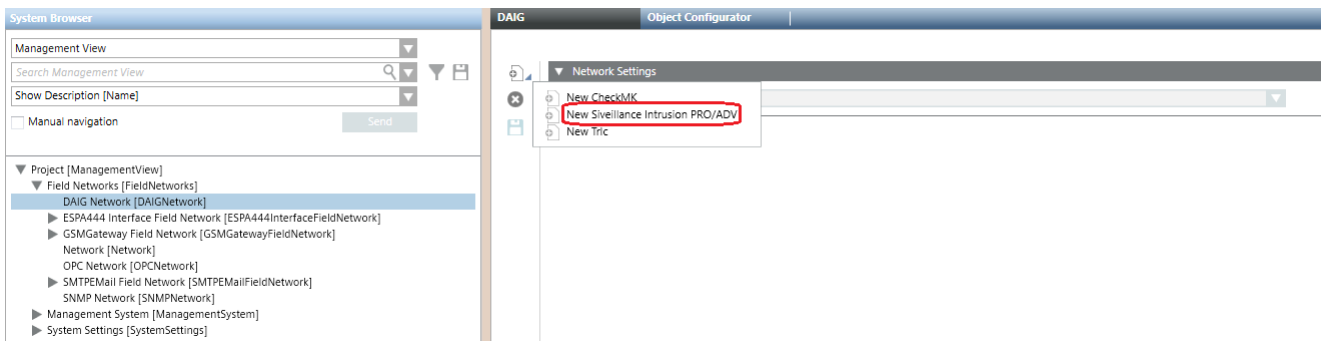 System Browser
Management View
Search Management View
Show Description [Name]
Manual navigation
Send
Project [ManagementView]
Field Networks [FieldNetworks]
DAIG Network [DAIGNetwork]
ESPA444 Interface Field Network [ESPA444InterfaceFieldNetwork]
GSMGateway Field Network [GSMGatewayFieldNetwork]
Network [Network]
OPC Network [OPCNetwork]
SMTPEMail Field Network [SMTPEMailFieldNetwork]
SNMP Network [SNMPNetwork]
Management System [ManagementSystem]
System Settings [SystemSettings]
DAIG
Object Configurator
Network Settings
New CheckMK
New Siveillance Intrusion PRO/ADV
New Tric